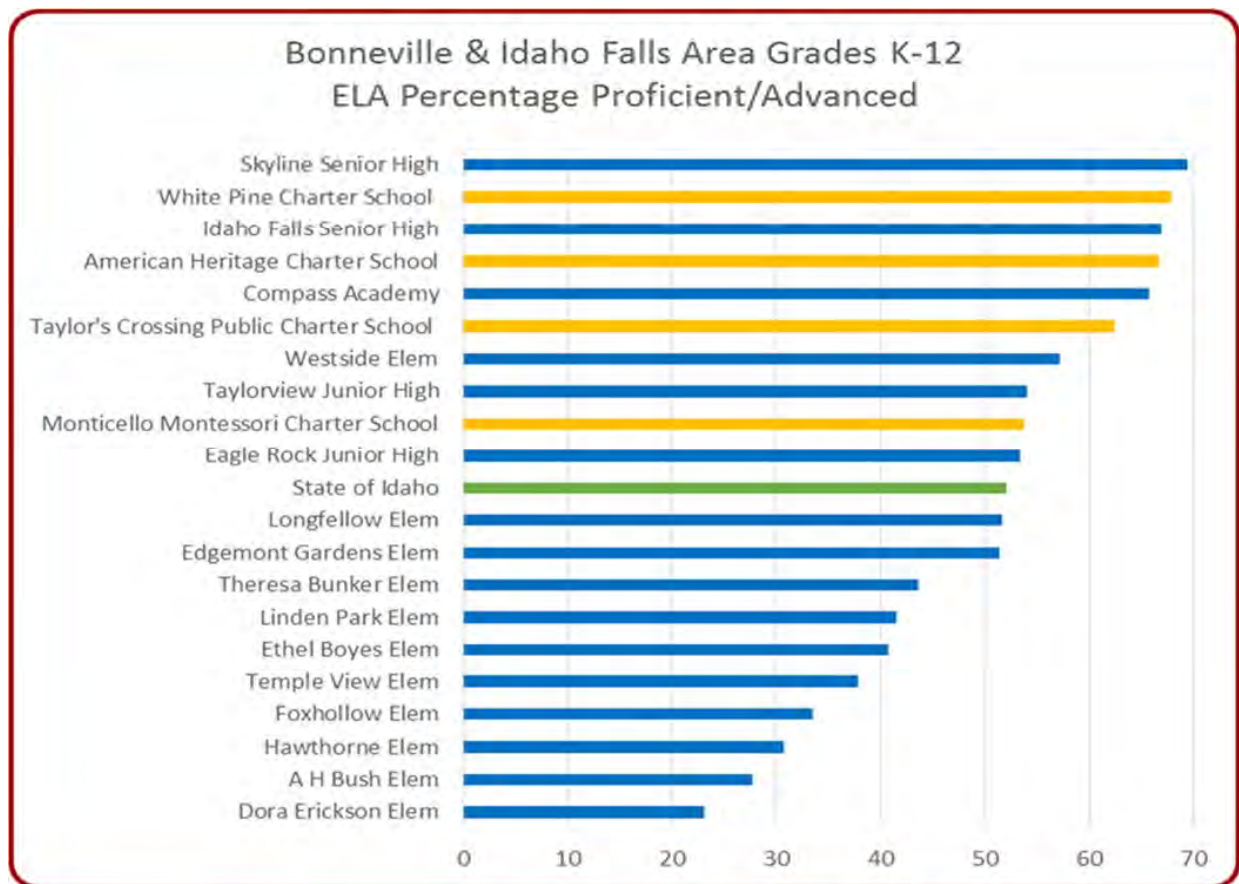 Bonneville & Idaho Falls Area Grades K-12
ELA Percentage Proficient/Advanced
Skyline Senior High
White Pine Charter School
Idaho Falls Senior High
American Heritage Charter School
Compass Academy
Taylor's Crossing Public Charter School
Westside Elem
Taylorview Junior High
Monticello Montessori Charter School
Eagle Rock Junior High
State of Idaho
Longfellow Elem
Edgemont Gardens Elem
Theresa Bunker Elem
Linden Park Elem
Ethel Boyes Elem
Temple View Elem
Foxhollow Elem
Hawthorne Elem
A H Bush Elem
Dora Erickson Elem
0 10 20 30 40 50 60 70